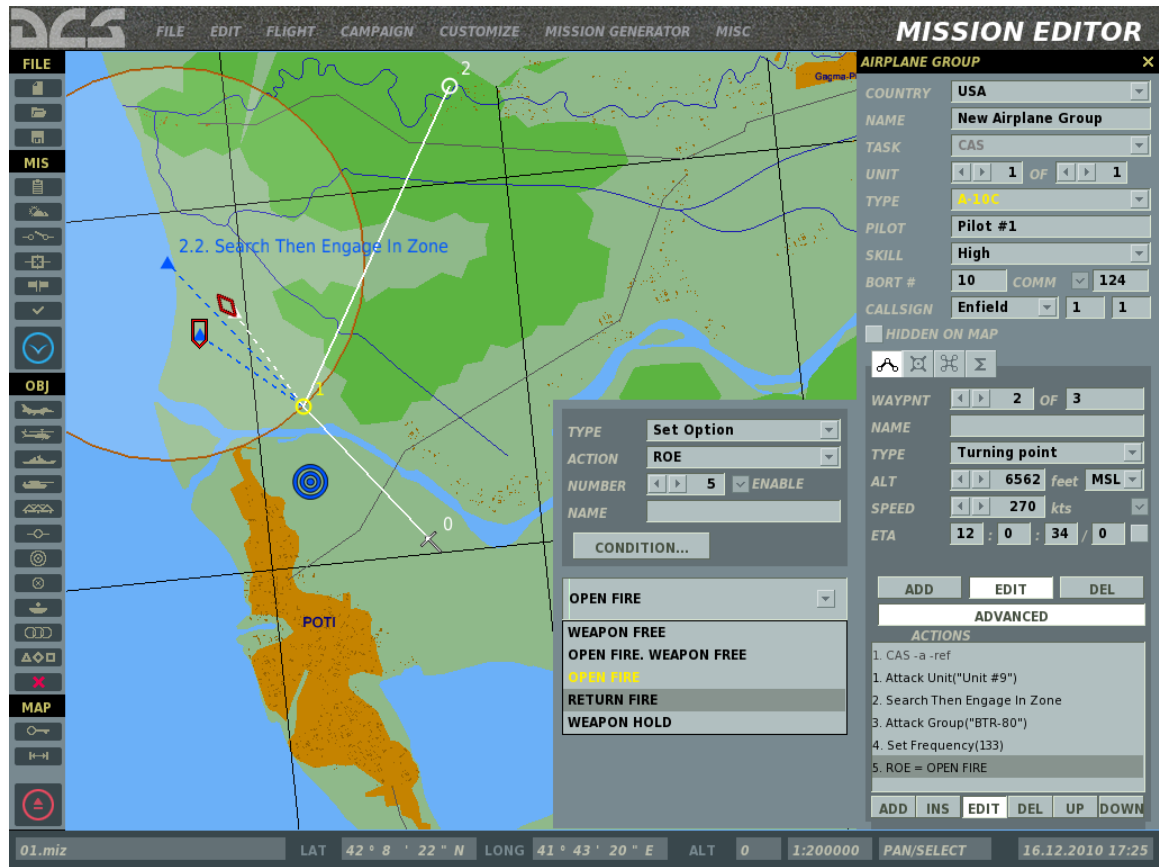 DCS
FILE EDIT FLIGHT CAMPAIGN CUSTOMIZE MISSION GENERATOR MISC
MISSION EDITOR
FILE
MIS
OBJ
MAP
2
Gagma-P
2.2. Search Then Engage In Zone
1
0
POTI
TYPE Set Option
ACTION ROE
NUMBER 5 ENABLE
NAME
CONDITION...
OPEN FIRE
WEAPON FREE
OPEN FIRE. WEAPON FREE
OPEN FIRE
RETURN FIRE
WEAPON HOLD
AIRPLANE GROUP
COUNTRY USA
NAME New Airplane Group
TASK CAS
UNIT 1 OF 1
TYPE A-10C
PILOT Pilot #1
SKILL High
BORT # 10 COMM 124
CALLSIGN Enfield 1 1
HIDDEN ON MAP
Σ
WAYPNT 2 OF 3
NAME
TYPE Turning point
ALT 6562 feet MSL
SPEED 270 kts
ETA 12 : 0 : 34 / 0
ADD EDIT DEL
ADVANCED
ACTIONS
1. CAS -a -ref
1. Attack Unit("Unit #9")
2. Search Then Engage In Zone
3. Attack Group("BTR-80")
4. Set Frequency(133)
5. ROE = OPEN FIRE
ADD INS EDIT DEL UP DOWN
01.miz LAT 42 ° 8 ' 22 " N LONG 41 ° 43 ' 20 " E ALT 0 1:200000 PAN/SELECT 16.12.2010 17:25